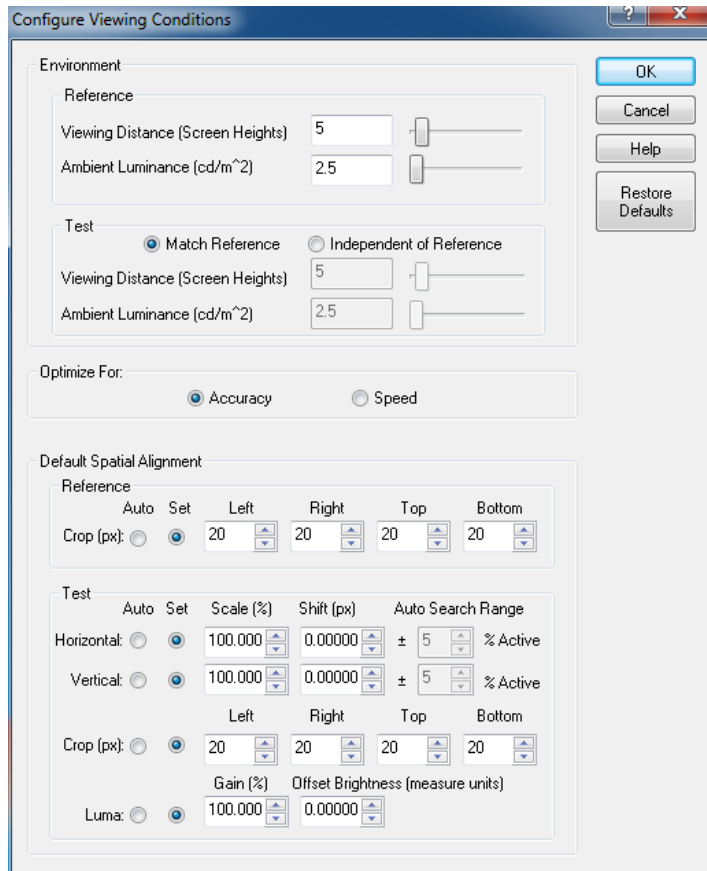 Configure Viewing Conditions ? X
Environment OK
Reference Cancel
Viewing Distance (Screen Heights) 5
Ambient Luminance (cd/m^2) 2.5 Help
Restore
Defaults
Test
Match Reference Independent of Reference
Viewing Distance (Screen Heights) 5
Ambient Luminance (cd/m^2) 2.5
Optimize For:
Accuracy Speed
Default Spatial Alignment
Reference
Auto Set Left Right Top Bottom
Crop (px): 20 20 20 20
Test
Auto Set Scale (%) Shift (px) Auto Search Range
Horizontal: 100.000 0.00000 ± 5 % Active
Vertical: 100.000 0.00000 ± 5 % Active
Left Right Top Bottom
Crop (px): 20 20 20 20
Gain (%) Offset Brightness (measure units)
Luma: 100.000 0.00000